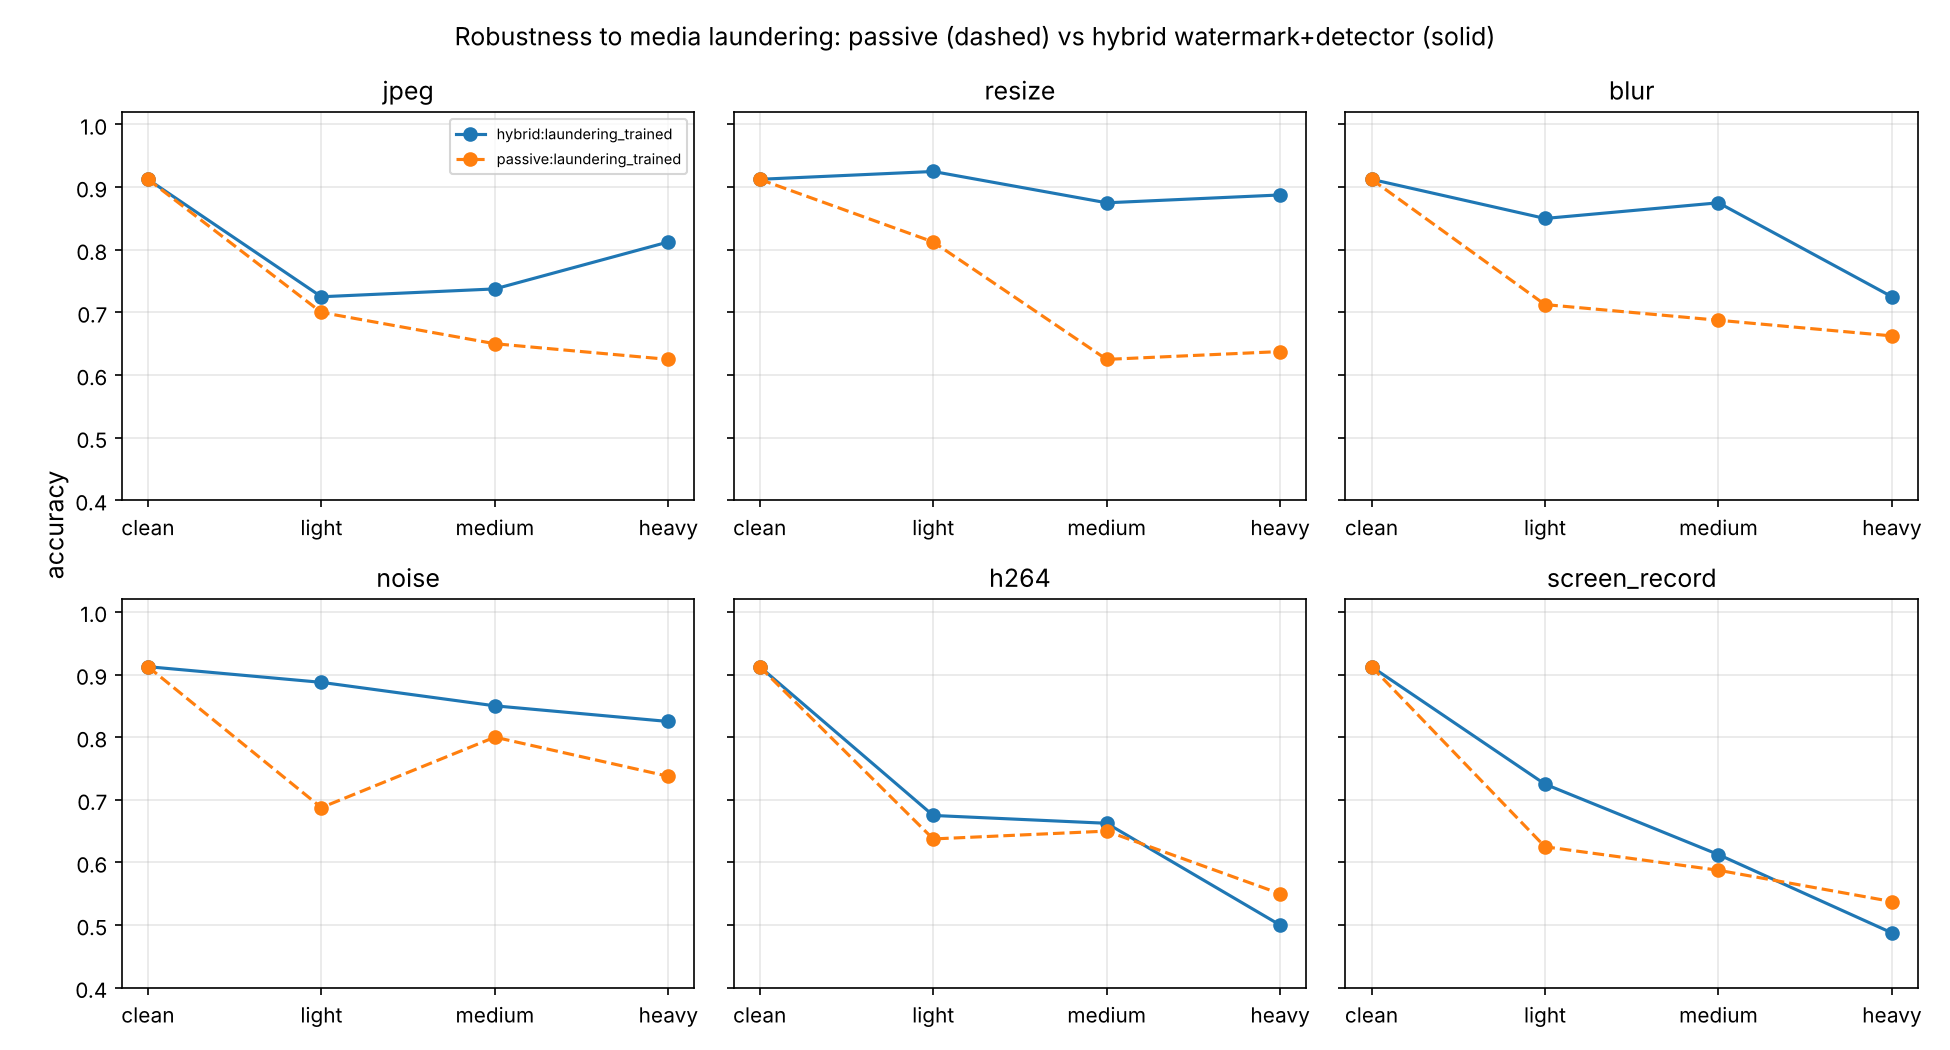 Robustness to media laundering: passive (dashed) vs hybrid watermark+detector (solid)
jpeg
resize
blur
hybrid:laundering_trained
passive:laundering_trained
1.0
0.9
0.8
0.7
0.6
0.5
0.4
clean light medium heavy
clean light medium heavy
clean light medium heavy
accuracy
noise
h264
screen_record
1.0
0.9
0.8
0.7
0.6
0.5
0.4
clean light medium heavy
clean light medium heavy
clean light medium heavy